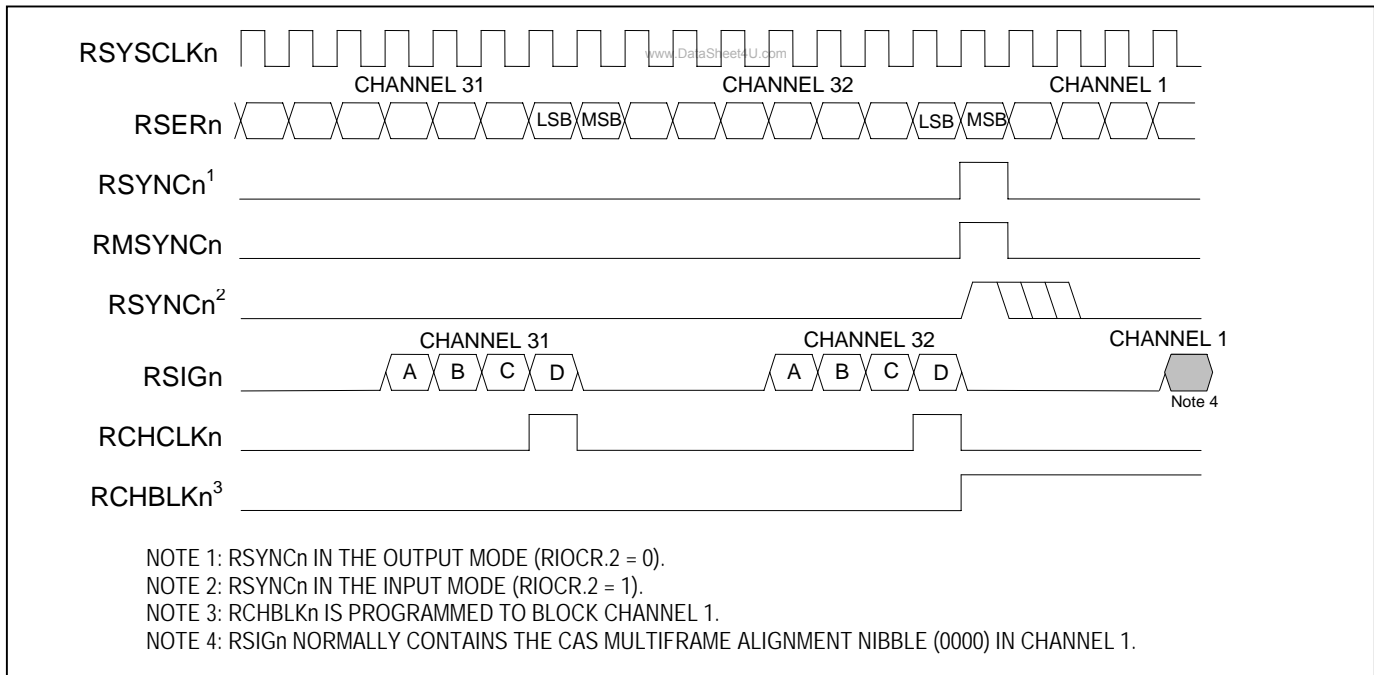 RSYSCLKn
www.DataSheet4U.com
CHANNEL 31 CHANNEL 32 CHANNEL 1
RSERn LSB MSB LSB MSB
RSYNCn1
RMSYNCn
RSYNCn2
CHANNEL 31 CHANNEL 32 CHANNEL 1
RSIGn A B C D A B C D
Note 4
RCHCLKn
RCHBLKn3
NOTE 1: RSYNCn IN THE OUTPUT MODE (RIOCR.2 = 0).
NOTE 2: RSYNCn IN THE INPUT MODE (RIOCR.2 = 1).
NOTE 3: RCHBLKn IS PROGRAMMED TO BLOCK CHANNEL 1.
NOTE 4: RSIGn NORMALLY CONTAINS THE CAS MULTIFRAME ALIGNMENT NIBBLE (0000) IN CHANNEL 1.